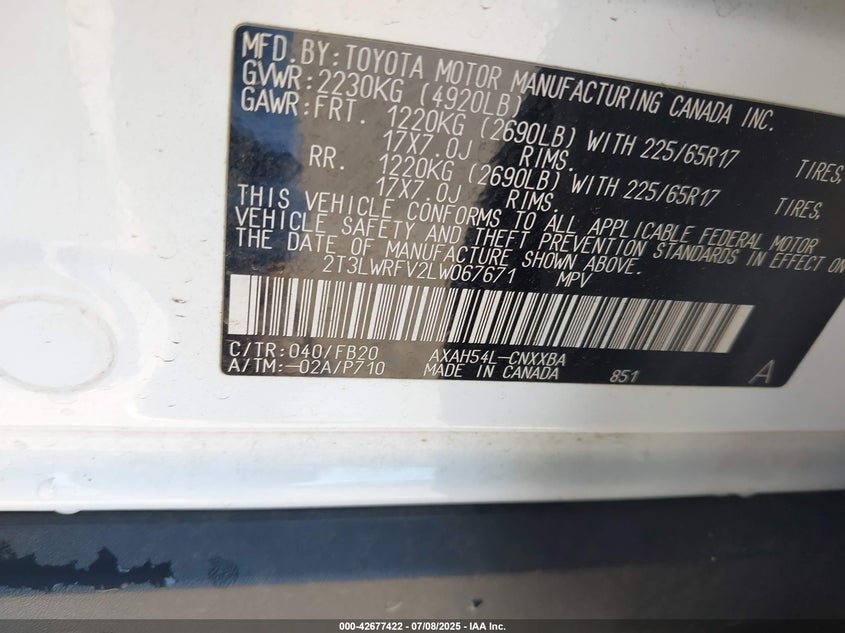 MFD. BY: TOYOTA MOTOR MANUFACTURING CANADA INC.
GVWR: 2230KG (4920LB)
GAWR: FRT. 1220KG (2690LB) WITH 225/65R17 TIRES,
17X7.0J RIMS.
RR. 1220KG (2690LB) WITH 225/65R17 TIRES,
17X7.0J RIMS.
THIS VEHICLE CONFORMS TO ALL APPLICABLE FEDERAL MOTOR
VEHICLE SAFETY AND THEFT PREVENTION STANDARDS IN EFFECT ON
THE DATE OF MANUFACTURE SHOWN ABOVE.
2T3LWRFV2LW067671 MPV
C/TR: 040/FB20 AXAH54L-CNXXBA
A/TM: -02A/P710 MADE IN CANADA 851 A
000-42677422 | 07/08/2025 | IAA Inc.